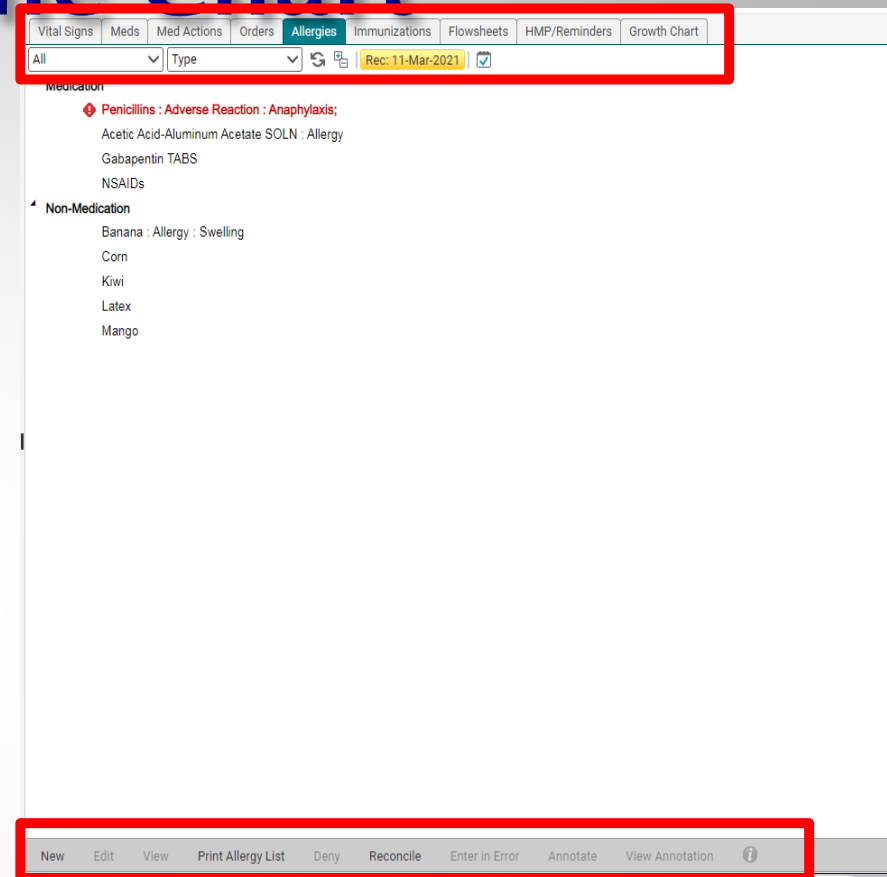 Vital Signs Meds Med Actions Orders Allergies Immunizations Flowsheets HMP/Reminders Growth Chart
All Type Rec: 11-Mar-2021
Medication
Penicillins : Adverse Reaction : Anaphylaxis;
Acetic Acid-Aluminum Acetate SOLN : Allergy
Gabapentin TABS
NSAIDs
Non-Medication
Banana : Allergy : Swelling
Corn
Kiwi
Latex
Mango
New Edit View Print Allergy List Deny Reconcile Enter in Error Annotate View Annotation